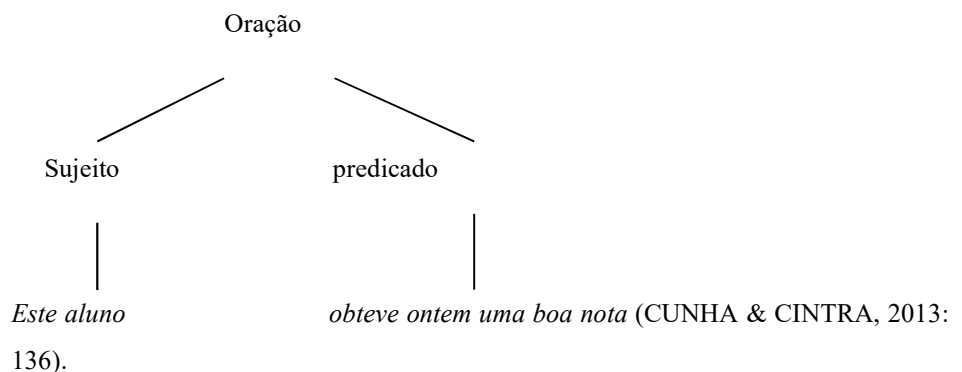 Oração
Sujeito predicado
Este aluno obteve ontem uma boa nota (CUNHA & CINTRA, 2013:
136).